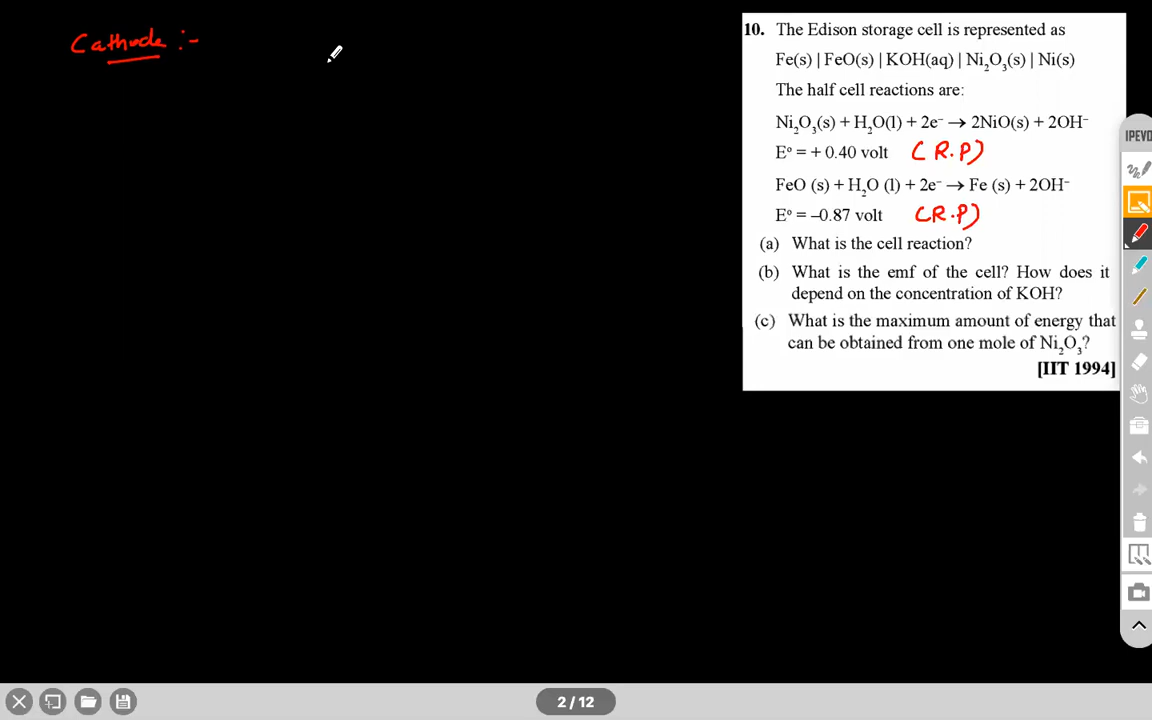 Cathode :-
10. The Edison storage cell is represented as
Fe(s) | FeO(s) | KOH(aq) | Ni₂O₃(s) | Ni(s)
The half cell reactions are:
Ni₂O₃(s) + H₂O(l) + 2e⁻ → 2NiO(s) + 2OH⁻
E° = + 0.40 volt (R.P)
FeO (s) + H₂O (l) + 2e⁻ → Fe (s) + 2OH⁻
E° = –0.87 volt (R.P)
(a) What is the cell reaction?
(b) What is the emf of the cell? How does it
depend on the concentration of KOH?
(c) What is the maximum amount of energy that
can be obtained from one mole of Ni₂O₃?
[IIT 1994]
IPEVO
2 / 12